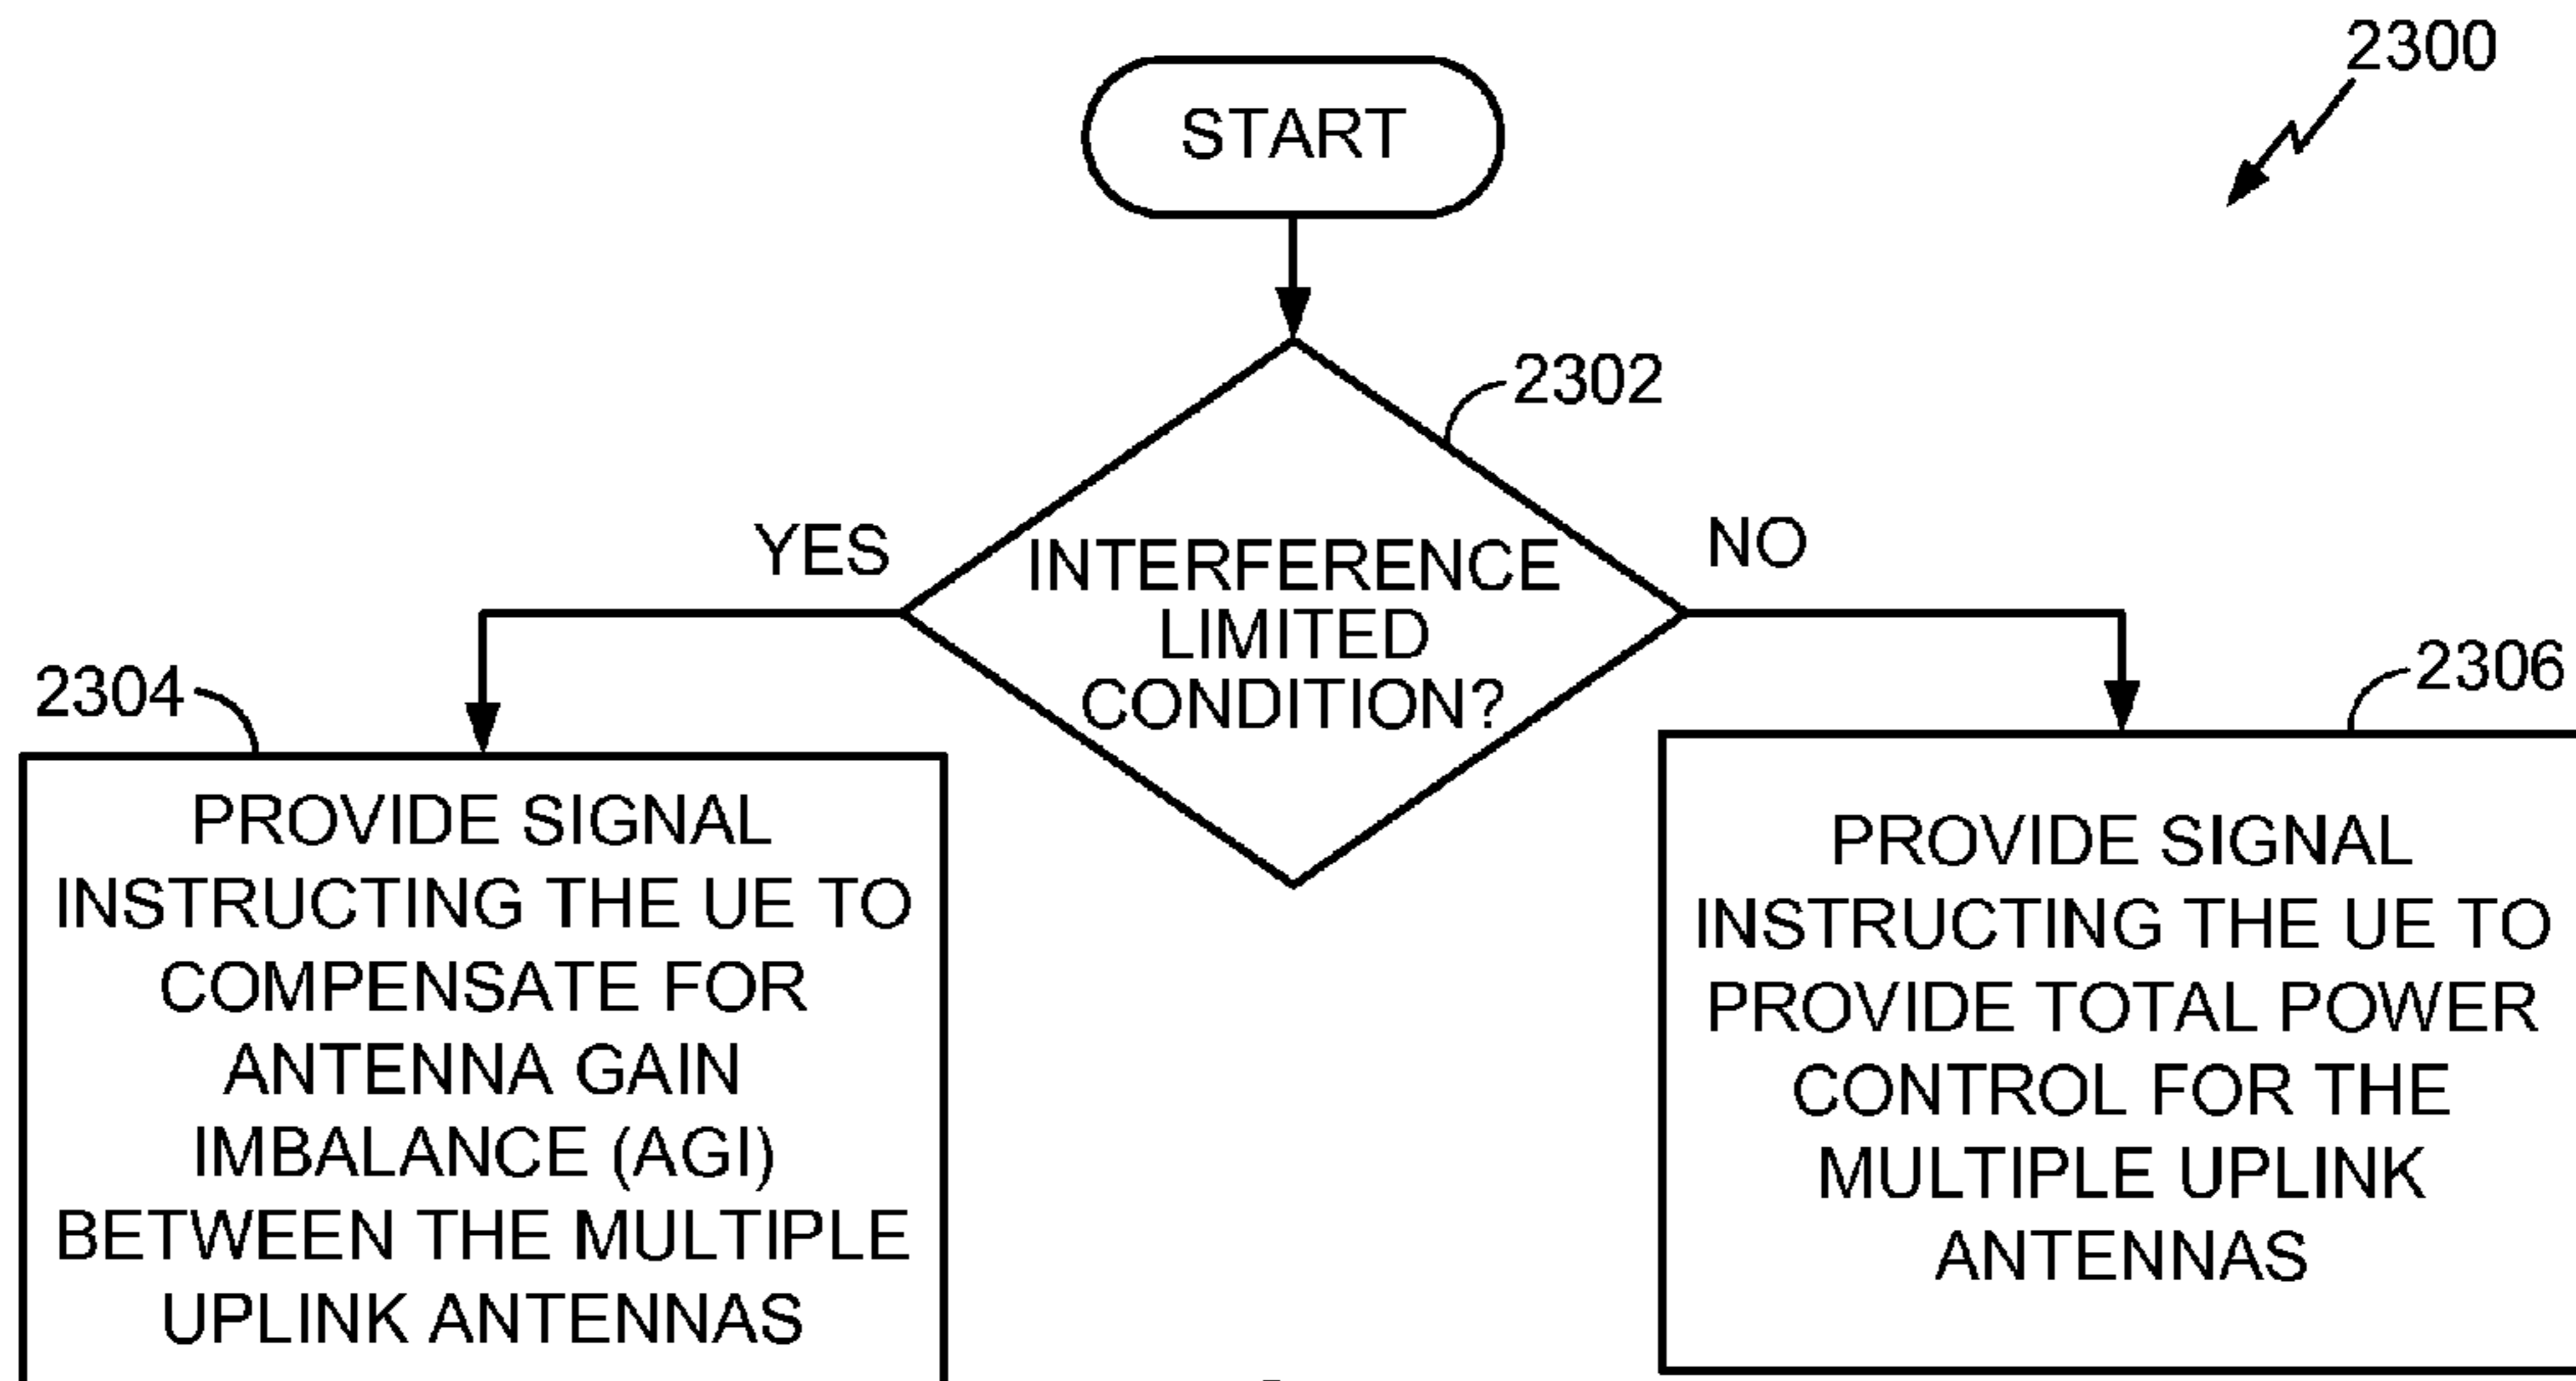 2300
START
2302
YES
NO
INTERFERENCE
LIMITED
CONDITION?
2304
2306
PROVIDE SIGNAL
INSTRUCTING THE UE TO
COMPENSATE FOR
ANTENNA GAIN
IMBALANCE (AGI)
BETWEEN THE MULTIPLE
UPLINK ANTENNAS
PROVIDE SIGNAL
INSTRUCTING THE UE TO
PROVIDE TOTAL POWER
CONTROL FOR THE
MULTIPLE UPLINK
ANTENNAS